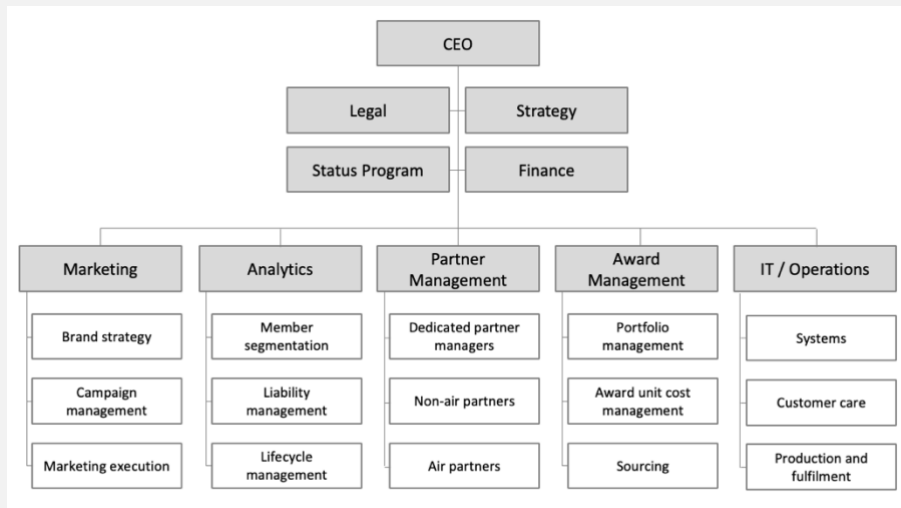 CEO
Legal
Strategy
Status Program
Finance
Marketing
Analytics
Partner
Management
Award
Management
IT / Operations
Brand strategy
Member
segmentation
Dedicated partner
managers
Portfolio
management
Systems
Campaign
management
Liability
management
Non-air partners
Award unit cost
management
Customer care
Marketing execution
Lifecycle
management
Air partners
Sourcing
Production and
fulfilment